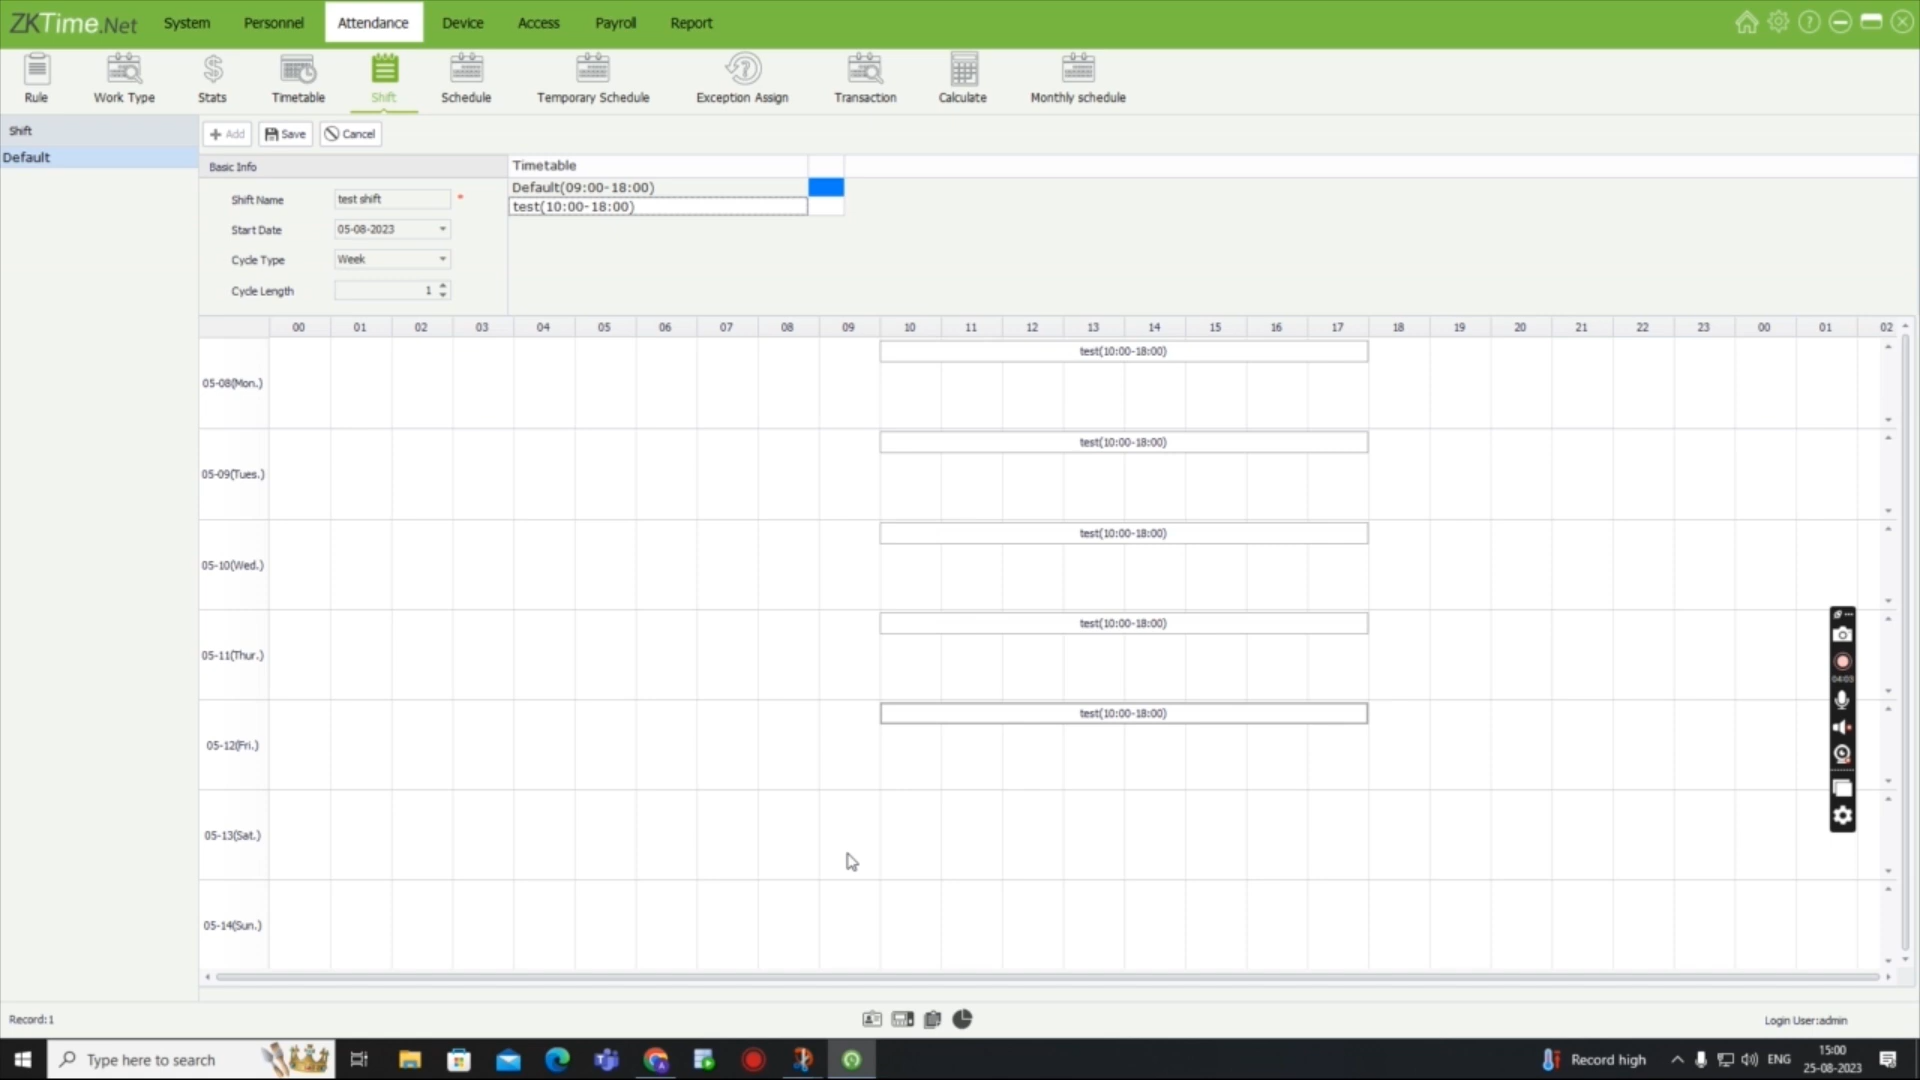 ZKTime.Net System Personnel Attendance Device Access Payroll Report
Rule Work Type Stats Timetable Shift Schedule Temporary Schedule Exception Assign Transaction Calculate Monthly schedule
Shift
Default
Add Save Cancel
Basic Info
Shift Name test shift *
Start Date 05-08-2023
Cycle Type Week
Cycle Length 1
Timetable
Default(09:00-18:00)
test(10:00-18:00)
00 01 02 03 04 05 06 07 08 09 10 11 12 13 14 15 16 17 18 19 20 21 22 23 00 01 02
05-08(Mon.) test(10:00-18:00)
05-09(Tues.) test(10:00-18:00)
05-10(Wed.) test(10:00-18:00)
05-11(Thur.) test(10:00-18:00)
05-12(Fri.) test(10:00-18:00)
05-13(Sat.)
05-14(Sun.)
04:03
Record:1
Login User:admin
Type here to search
Record high
ENG
15:00
25-08-2023